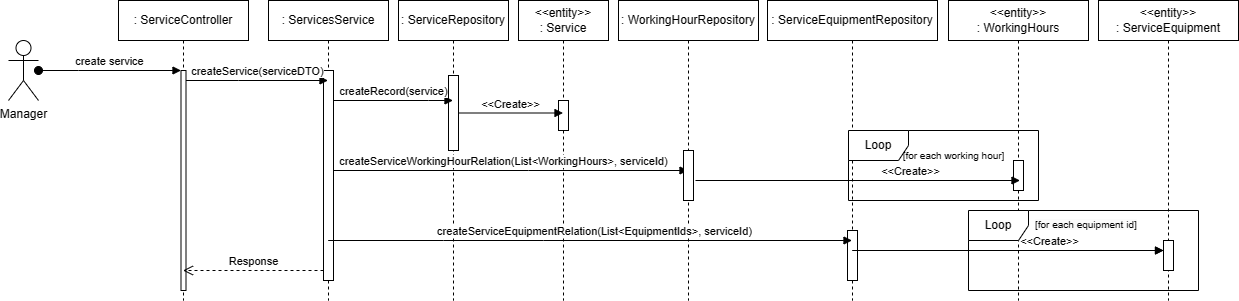 : ServiceController
: ServicesService
: ServiceRepository
<<entity>>
: Service
: WorkingHourRepository
: ServiceEquipmentRepository
<<entity>>
: WorkingHours
<<entity>>
: ServiceEquipment
Manager
create service
createService(serviceDTO)
createRecord(service)
<<Create>>
Loop
[for each working hour]
createServiceWorkingHourRelation(List<WorkingHours>, serviceId)
<<Create>>
Loop
[for each equipment id]
createServiceEquipmentRelation(List<EquipmentIds>, serviceId)
<<Create>>
Response